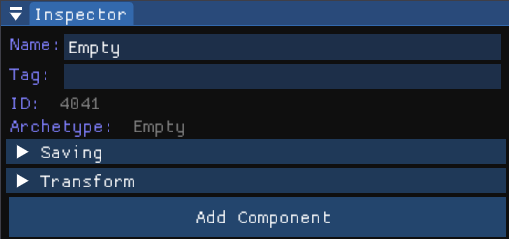 Inspector
Name: Empty
Tag:
ID: 4041
Archetype: Empty
Saving
Transform
Add Component